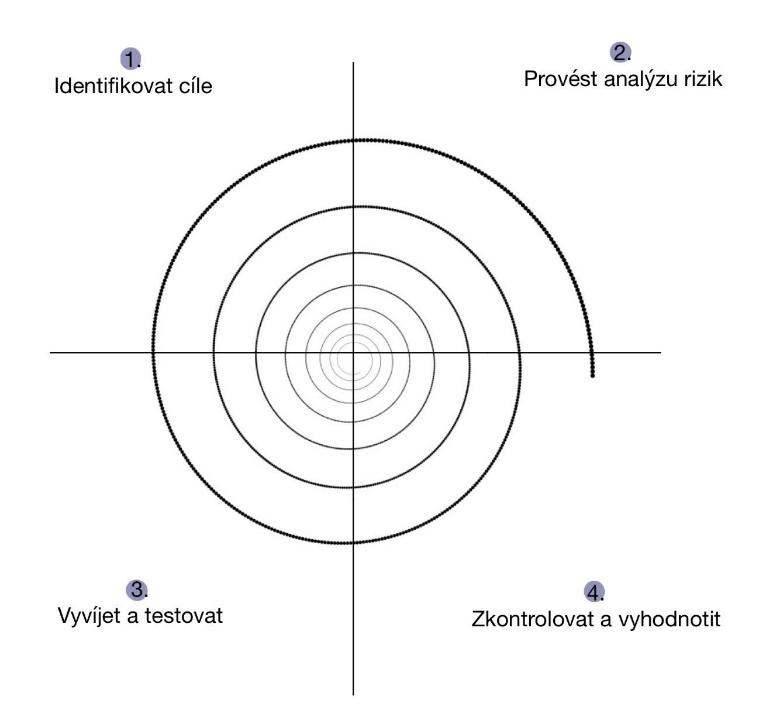 1.
Identifikovat cíle
2.
Provést analýzu rizik
3.
Vyvíjet a testovat
4.
Zkontrolovat a vyhodnotit